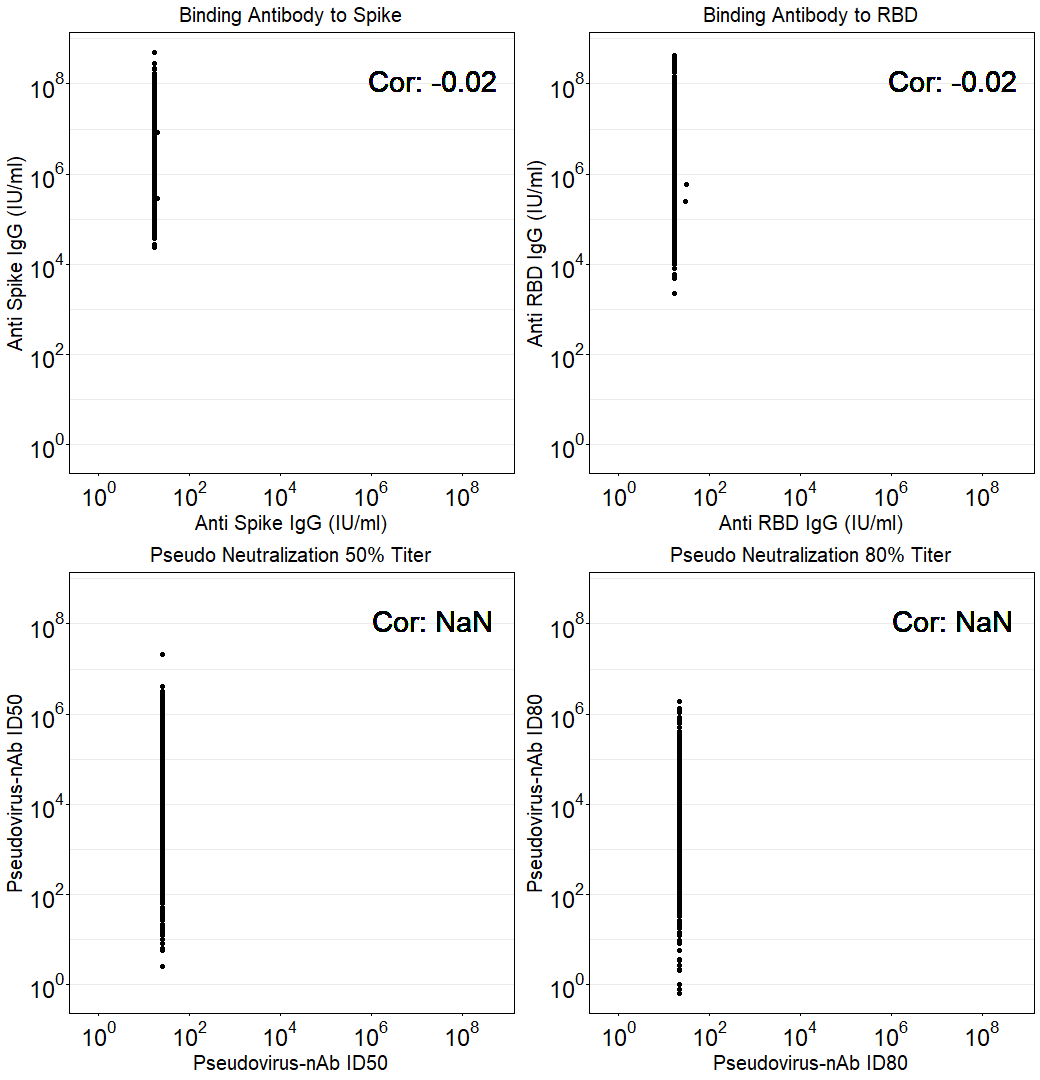 Binding Antibody to Spike
Cor: -0.02
Anti Spike IgG (IU/ml)
10^8
10^6
10^4
10^2
10^0
10^0 10^2 10^4 10^6 10^8
Anti Spike IgG (IU/ml)
Binding Antibody to RBD
Cor: -0.02
Anti RBD IgG (IU/ml)
10^8
10^6
10^4
10^2
10^0
10^0 10^2 10^4 10^6 10^8
Anti RBD IgG (IU/ml)
Pseudo Neutralization 50% Titer
Cor: NaN
Pseudovirus-nAb ID50
10^8
10^6
10^4
10^2
10^0
10^0 10^2 10^4 10^6 10^8
Pseudovirus-nAb ID50
Pseudo Neutralization 80% Titer
Cor: NaN
Pseudovirus-nAb ID80
10^8
10^6
10^4
10^2
10^0
10^0 10^2 10^4 10^6 10^8
Pseudovirus-nAb ID80